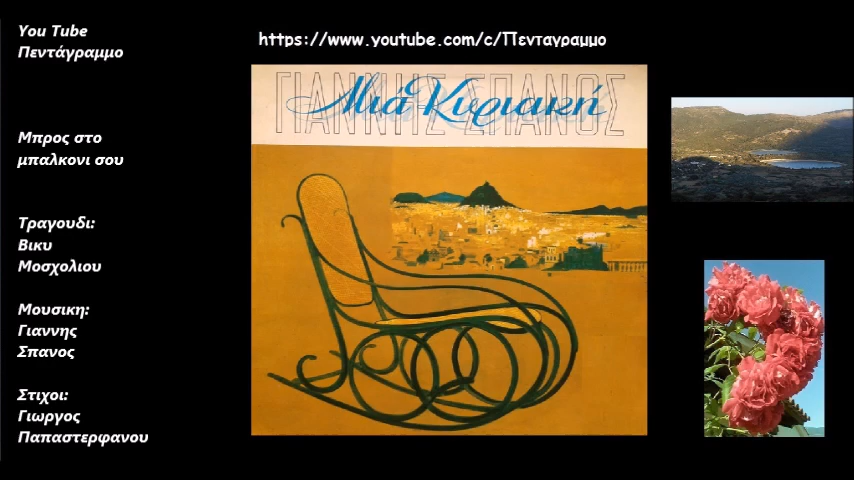 You Tube
Πεντάγραμμο
https://www.youtube.com/c/Πενταγραμμο
ΓΙΑΝΝΗΣ ΣΠΑΝΟΣ
Μιά Κυριακή
Μπρος στο
μπαλκονι σου
Τραγουδι:
Βικυ
Μοσχολιου
Μουσικη:
Γιαννης
Σπανος
Στιχοι:
Γιωργος
Παπαστερφανου